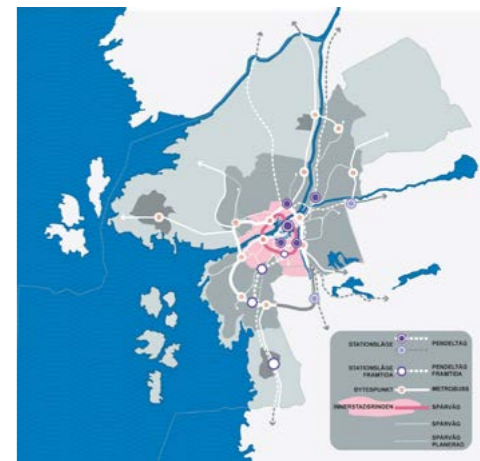 STATIONSLÄGE PENDELTÅG
STATIONSLÄGE FRAMTIDA PENDELTÅG FRAMTIDA
BYTESPUNKT METROBUSS
INNERSTADSRINGEN SPÅRVÄG
SPÅRVÄG
SPÅRVÄG PLANERAD